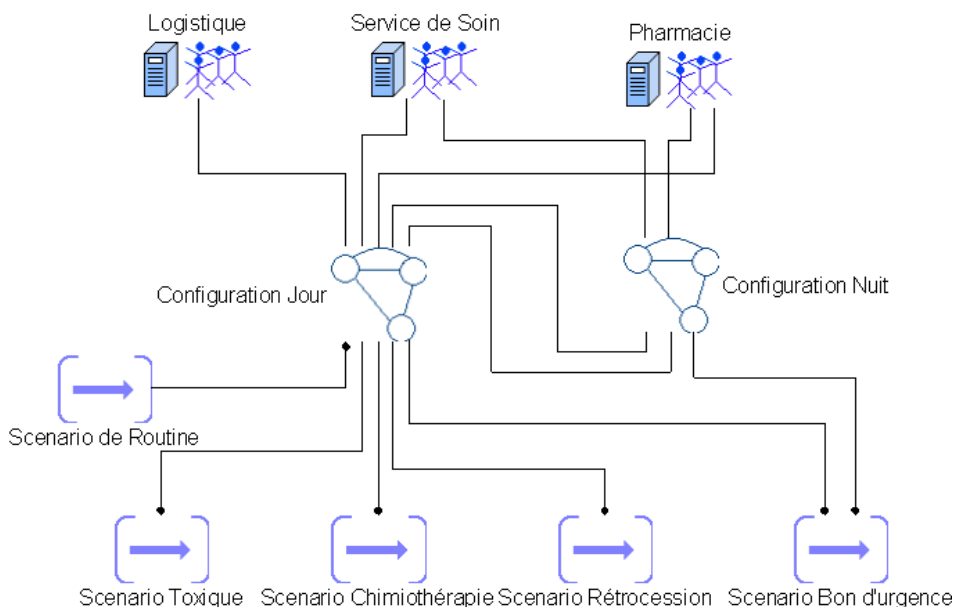 Logistique
Service de Soin
Pharmacie
Configuration Jour
Configuration Nuit
Scenario de Routine
Scenario Toxique
Scenario Chimiothérapie
Scenario Rétrocession
Scenario Bon d'urgence